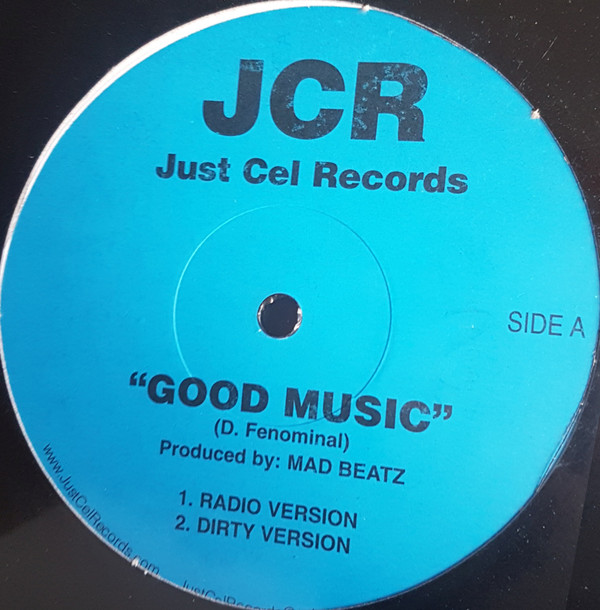 JCR
Just Cel Records
SIDE A
“GOOD MUSIC”
(D. Fenominal)
Produced by: MAD BEATZ
1. RADIO VERSION
2. DIRTY VERSION
www.JustCelRecords.com